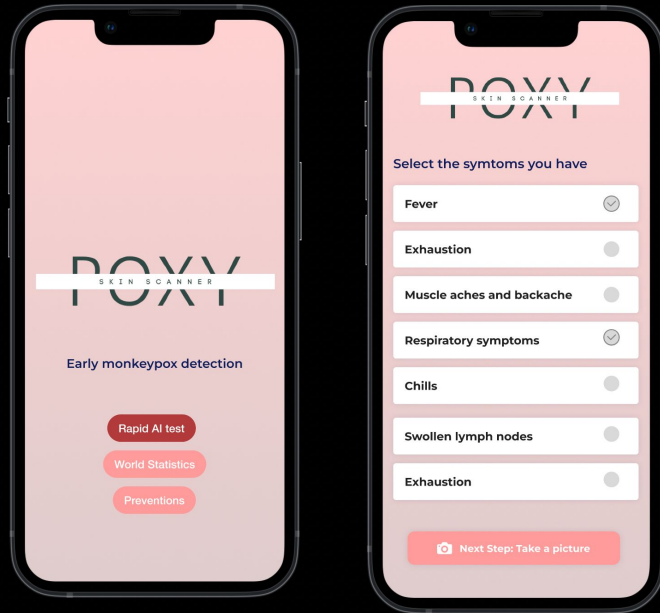 POXY
SKIN SCANNER
Early monkeypox detection
Rapid AI test
World Statistics
Preventions
POXY
SKIN SCANNER
Select the symtoms you have
Fever
Exhaustion
Muscle aches and backache
Respiratory symptoms
Chills
Swollen lymph nodes
Exhaustion
Next Step: Take a picture